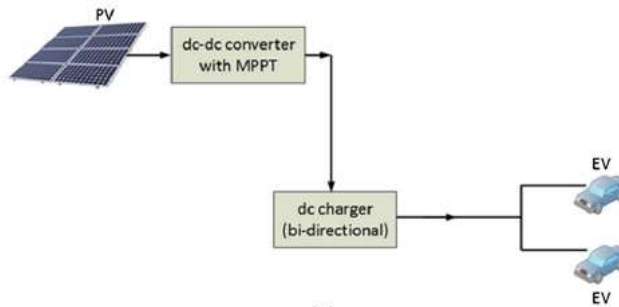 PV
dc-dc converter
with MPPT
dc charger
(bi-directional)
EV
EV